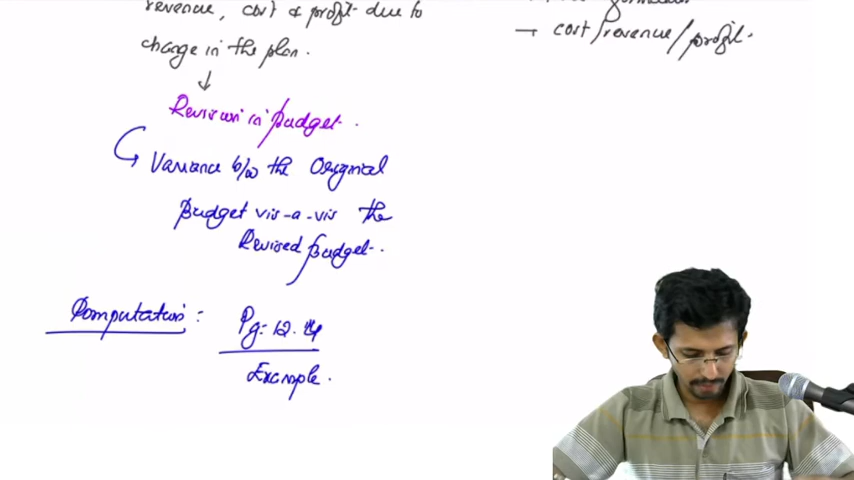 revenue, cost & profit due to
change in the plan.
Revision in Budget.
Variance b/w the Original
Budget vis-a-vis the
Revised Budget.
Computation :
Pg: 12.
Example.
→ cost/revenue/profit.